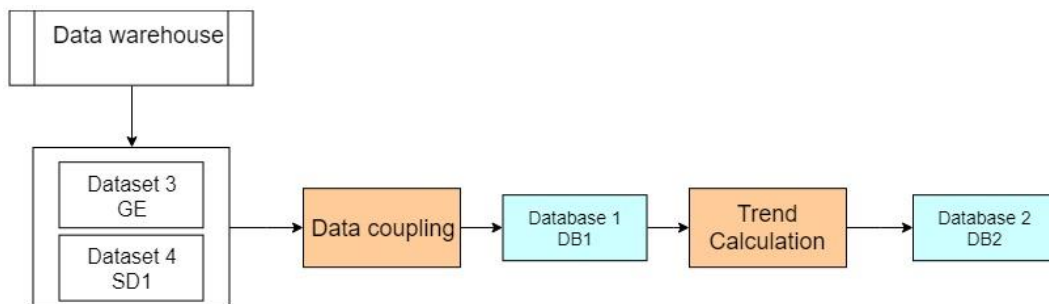 Data warehouse
Dataset 3
GE
Dataset 4
SD1
Data coupling
Database 1
DB1
Trend
Calculation
Database 2
DB2